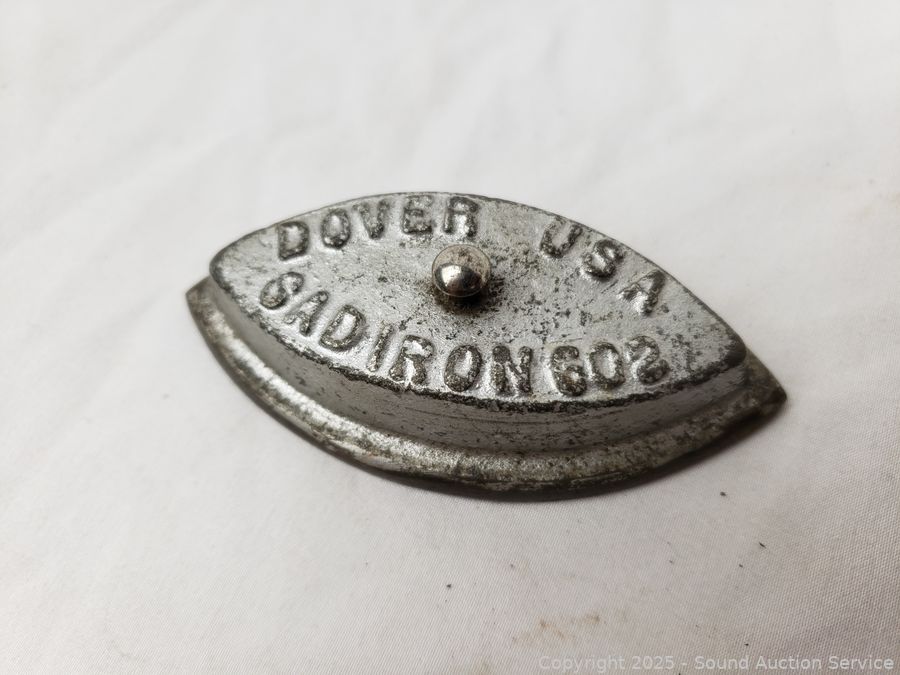 DOVER USA
SADIRON 602
Copyright 2025 - Sound Auction Service